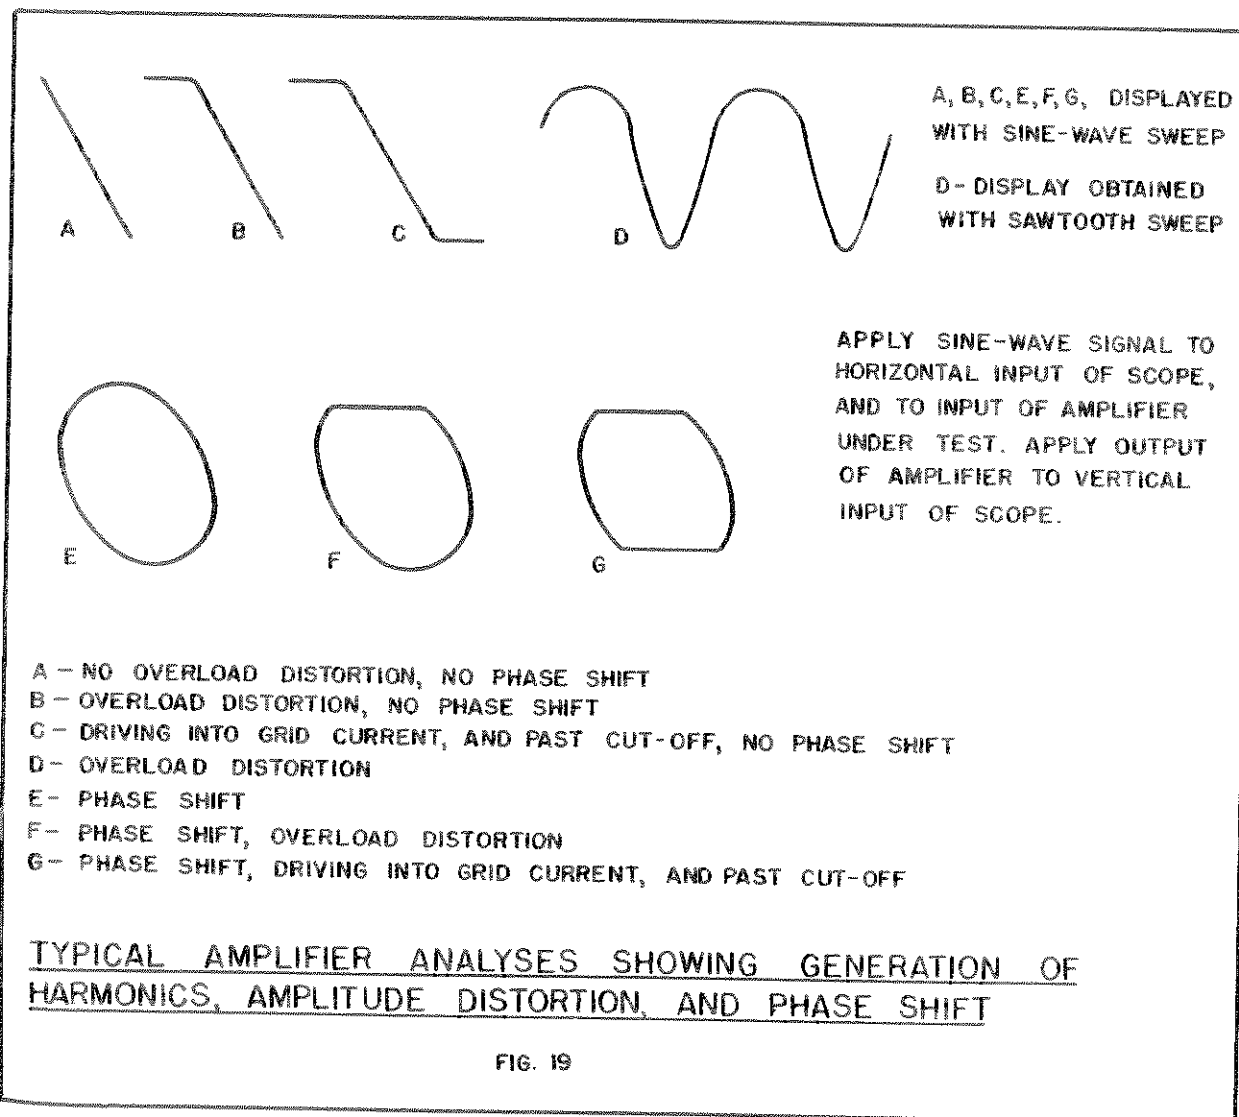 A, B, C, E, F, G, DISPLAYED
WITH SINE-WAVE SWEEP
D- DISPLAY OBTAINED
WITH SAWTOOTH SWEEP
A
B
C
D
APPLY SINE-WAVE SIGNAL TO
HORIZONTAL INPUT OF SCOPE,
AND TO INPUT OF AMPLIFIER
UNDER TEST. APPLY OUTPUT
OF AMPLIFIER TO VERTICAL
INPUT OF SCOPE.
E
F
G
A - NO OVERLOAD DISTORTION, NO PHASE SHIFT
B - OVERLOAD DISTORTION, NO PHASE SHIFT
C - DRIVING INTO GRID CURRENT, AND PAST CUT-OFF, NO PHASE SHIFT
D- OVERLOAD DISTORTION
E- PHASE SHIFT
F- PHASE SHIFT, OVERLOAD DISTORTION
G- PHASE SHIFT, DRIVING INTO GRID CURRENT, AND PAST CUT-OFF
TYPICAL AMPLIFIER ANALYSES SHOWING GENERATION OF
HARMONICS, AMPLITUDE DISTORTION, AND PHASE SHIFT
FIG. 19